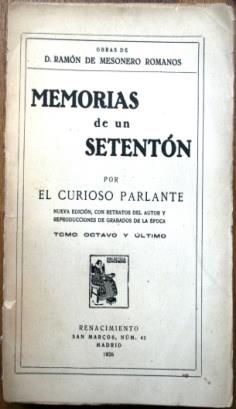 OBRAS DE
D. RAMÓN DE MESONERO ROMANOS
MEMORIAS
de un
SETENTÓN
POR
EL CURIOSO PARLANTE
NUEVA EDICIÓN, CON RETRATOS DEL AUTOR Y
REPRODUCCIONES DE GRABADOS DE LA ÉPOCA
TOMO OCTAVO Y ÚLTIMO
RENACIMIENTO
SAN MARCOS, NÚM. 42
MADRID
1926